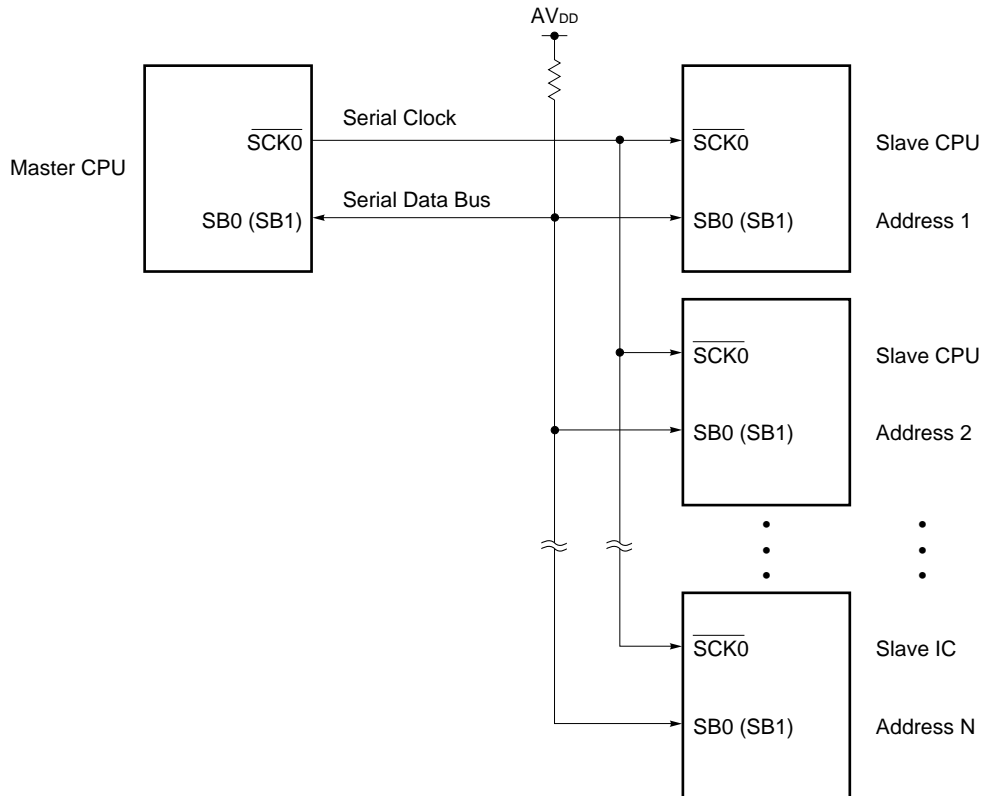 AVDD
Serial Clock
SCK0
SCK0
Slave CPU
Master CPU
Serial Data Bus
SB0 (SB1)
SB0 (SB1)
Address 1
SCK0
Slave CPU
SB0 (SB1)
Address 2
SCK0
Slave IC
SB0 (SB1)
Address N